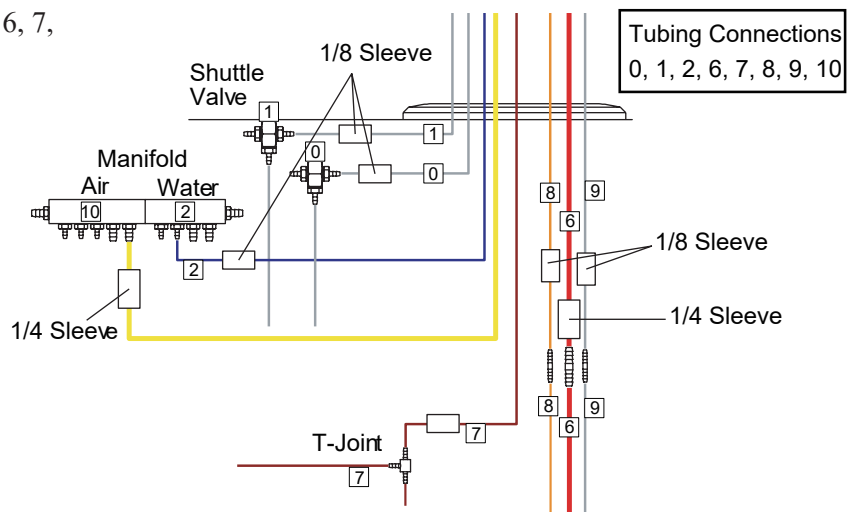 6, 7,
Tubing Connections
0, 1, 2, 6, 7, 8, 9, 10
1/8 Sleeve
Shuttle
Valve
1
1
0
0
Manifold
Air
Water
10
2
2
1/4 Sleeve
8
9
6
1/8 Sleeve
1/4 Sleeve
8
9
6
T-Joint
7
7